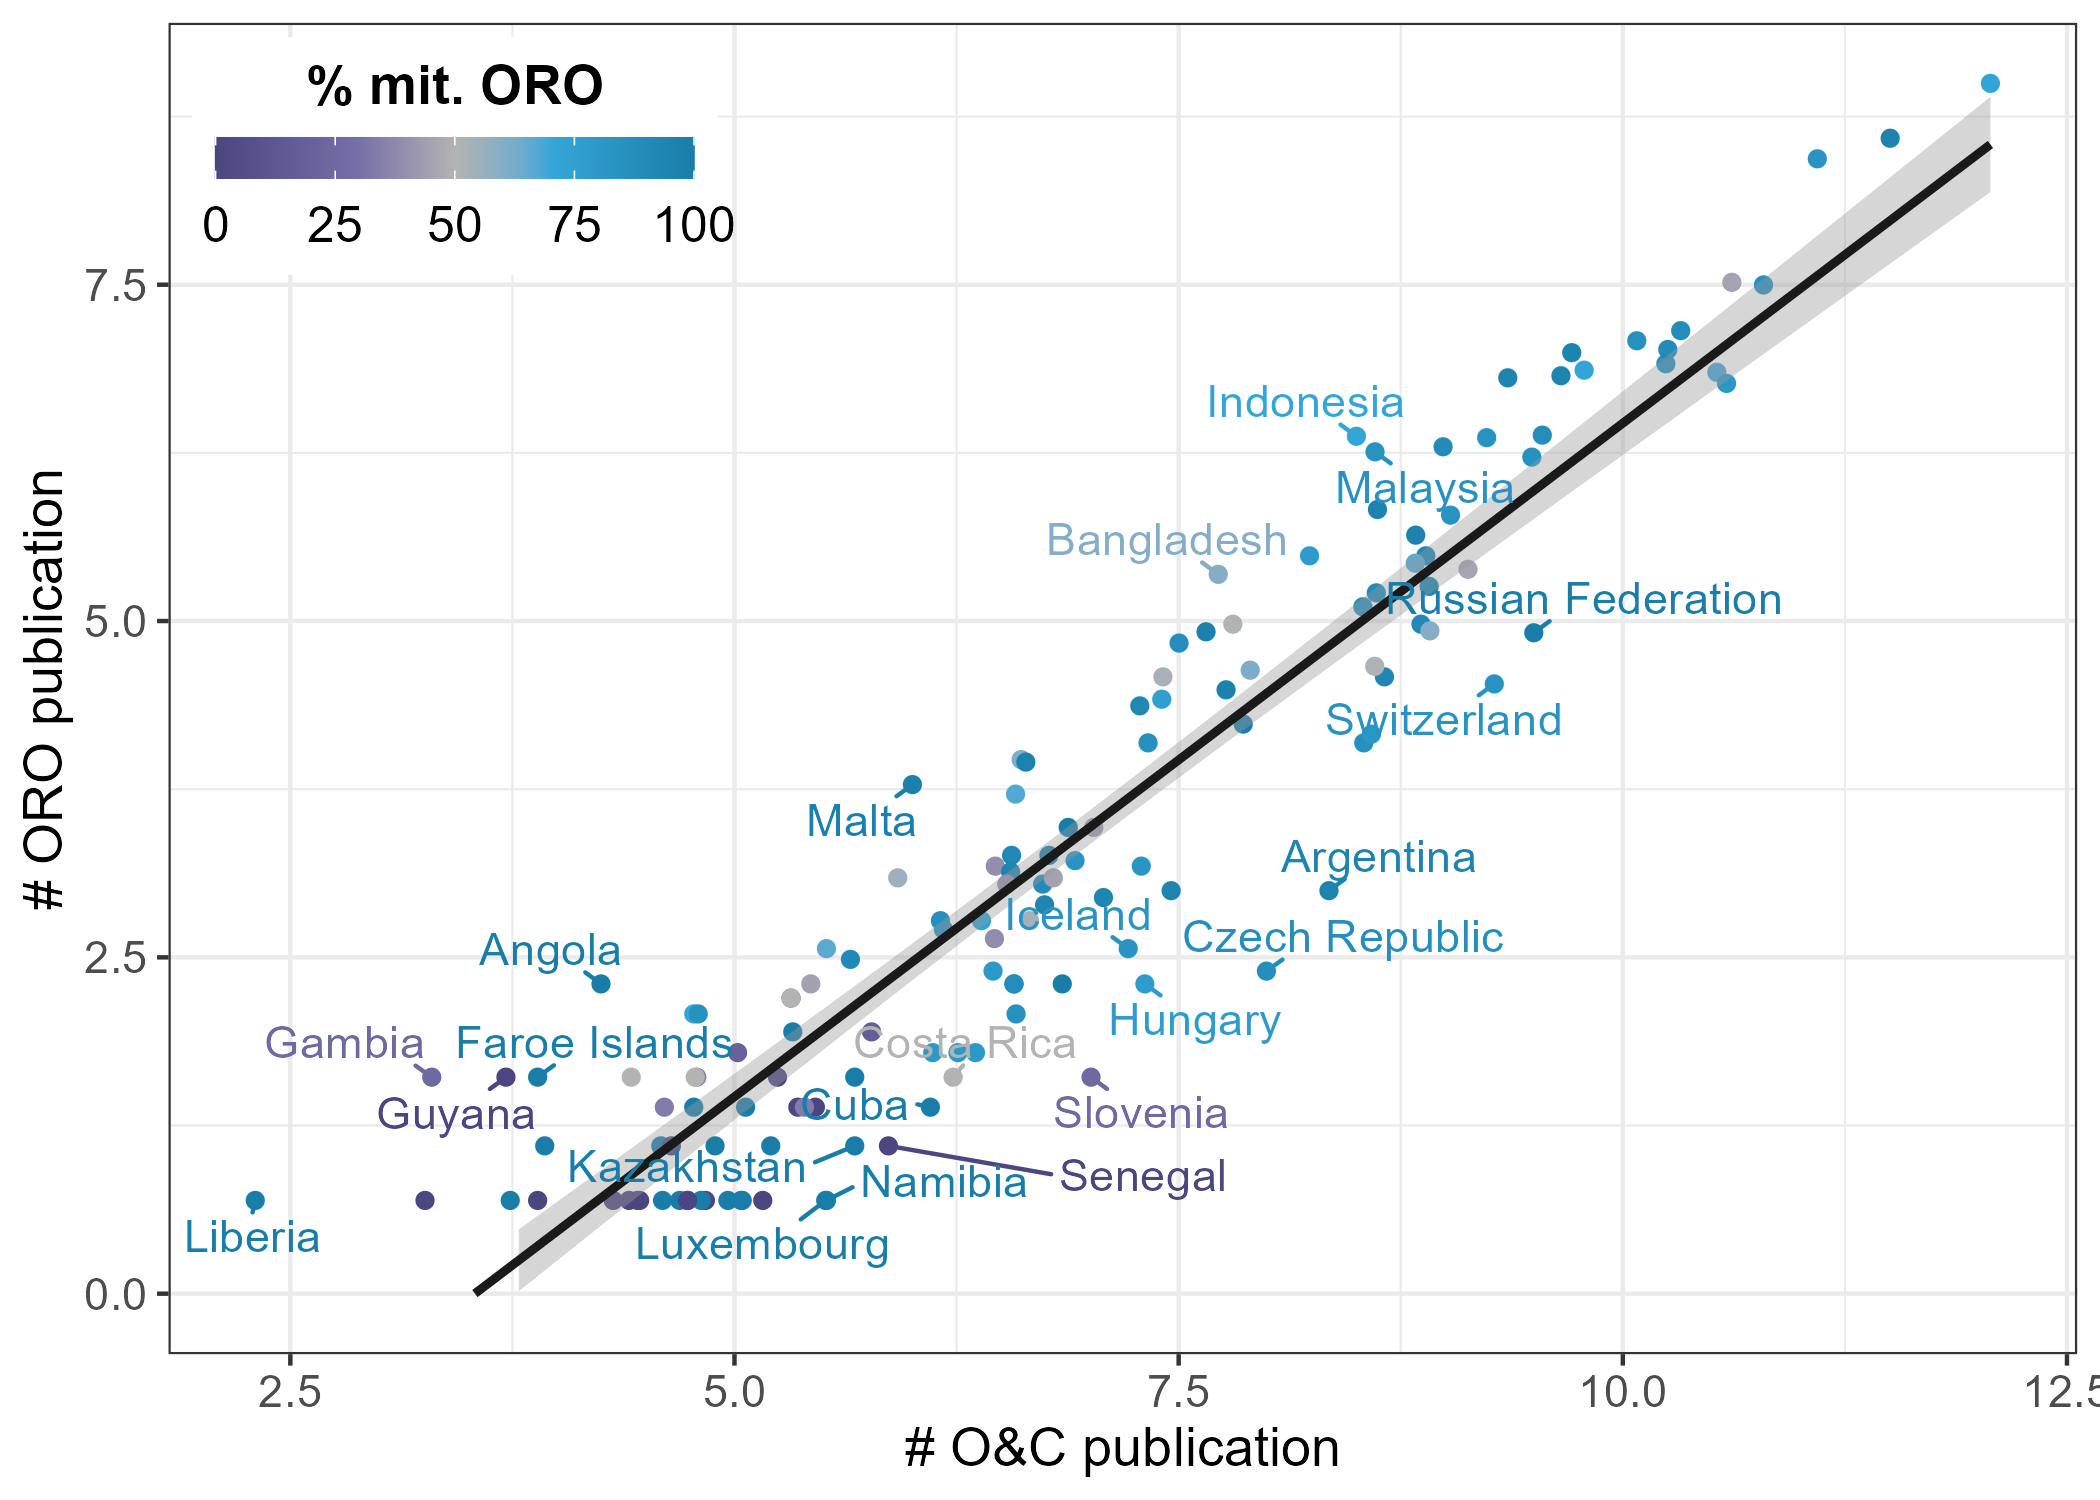 % mit. ORO
0 25 50 75 100
# ORO publication
7.5
5.0
2.5
0.0
Indonesia
Malaysia
Bangladesh
Russian Federation
Switzerland
Malta
Argentina
Iceland
Czech Republic
Angola
Hungary
Gambia
Faroe Islands
Costa Rica
Guyana
Cuba
Slovenia
Kazakhstan
Namibia
Senegal
Liberia
Luxembourg
2.5 5.0 7.5 10.0 12.5
# O&C publication